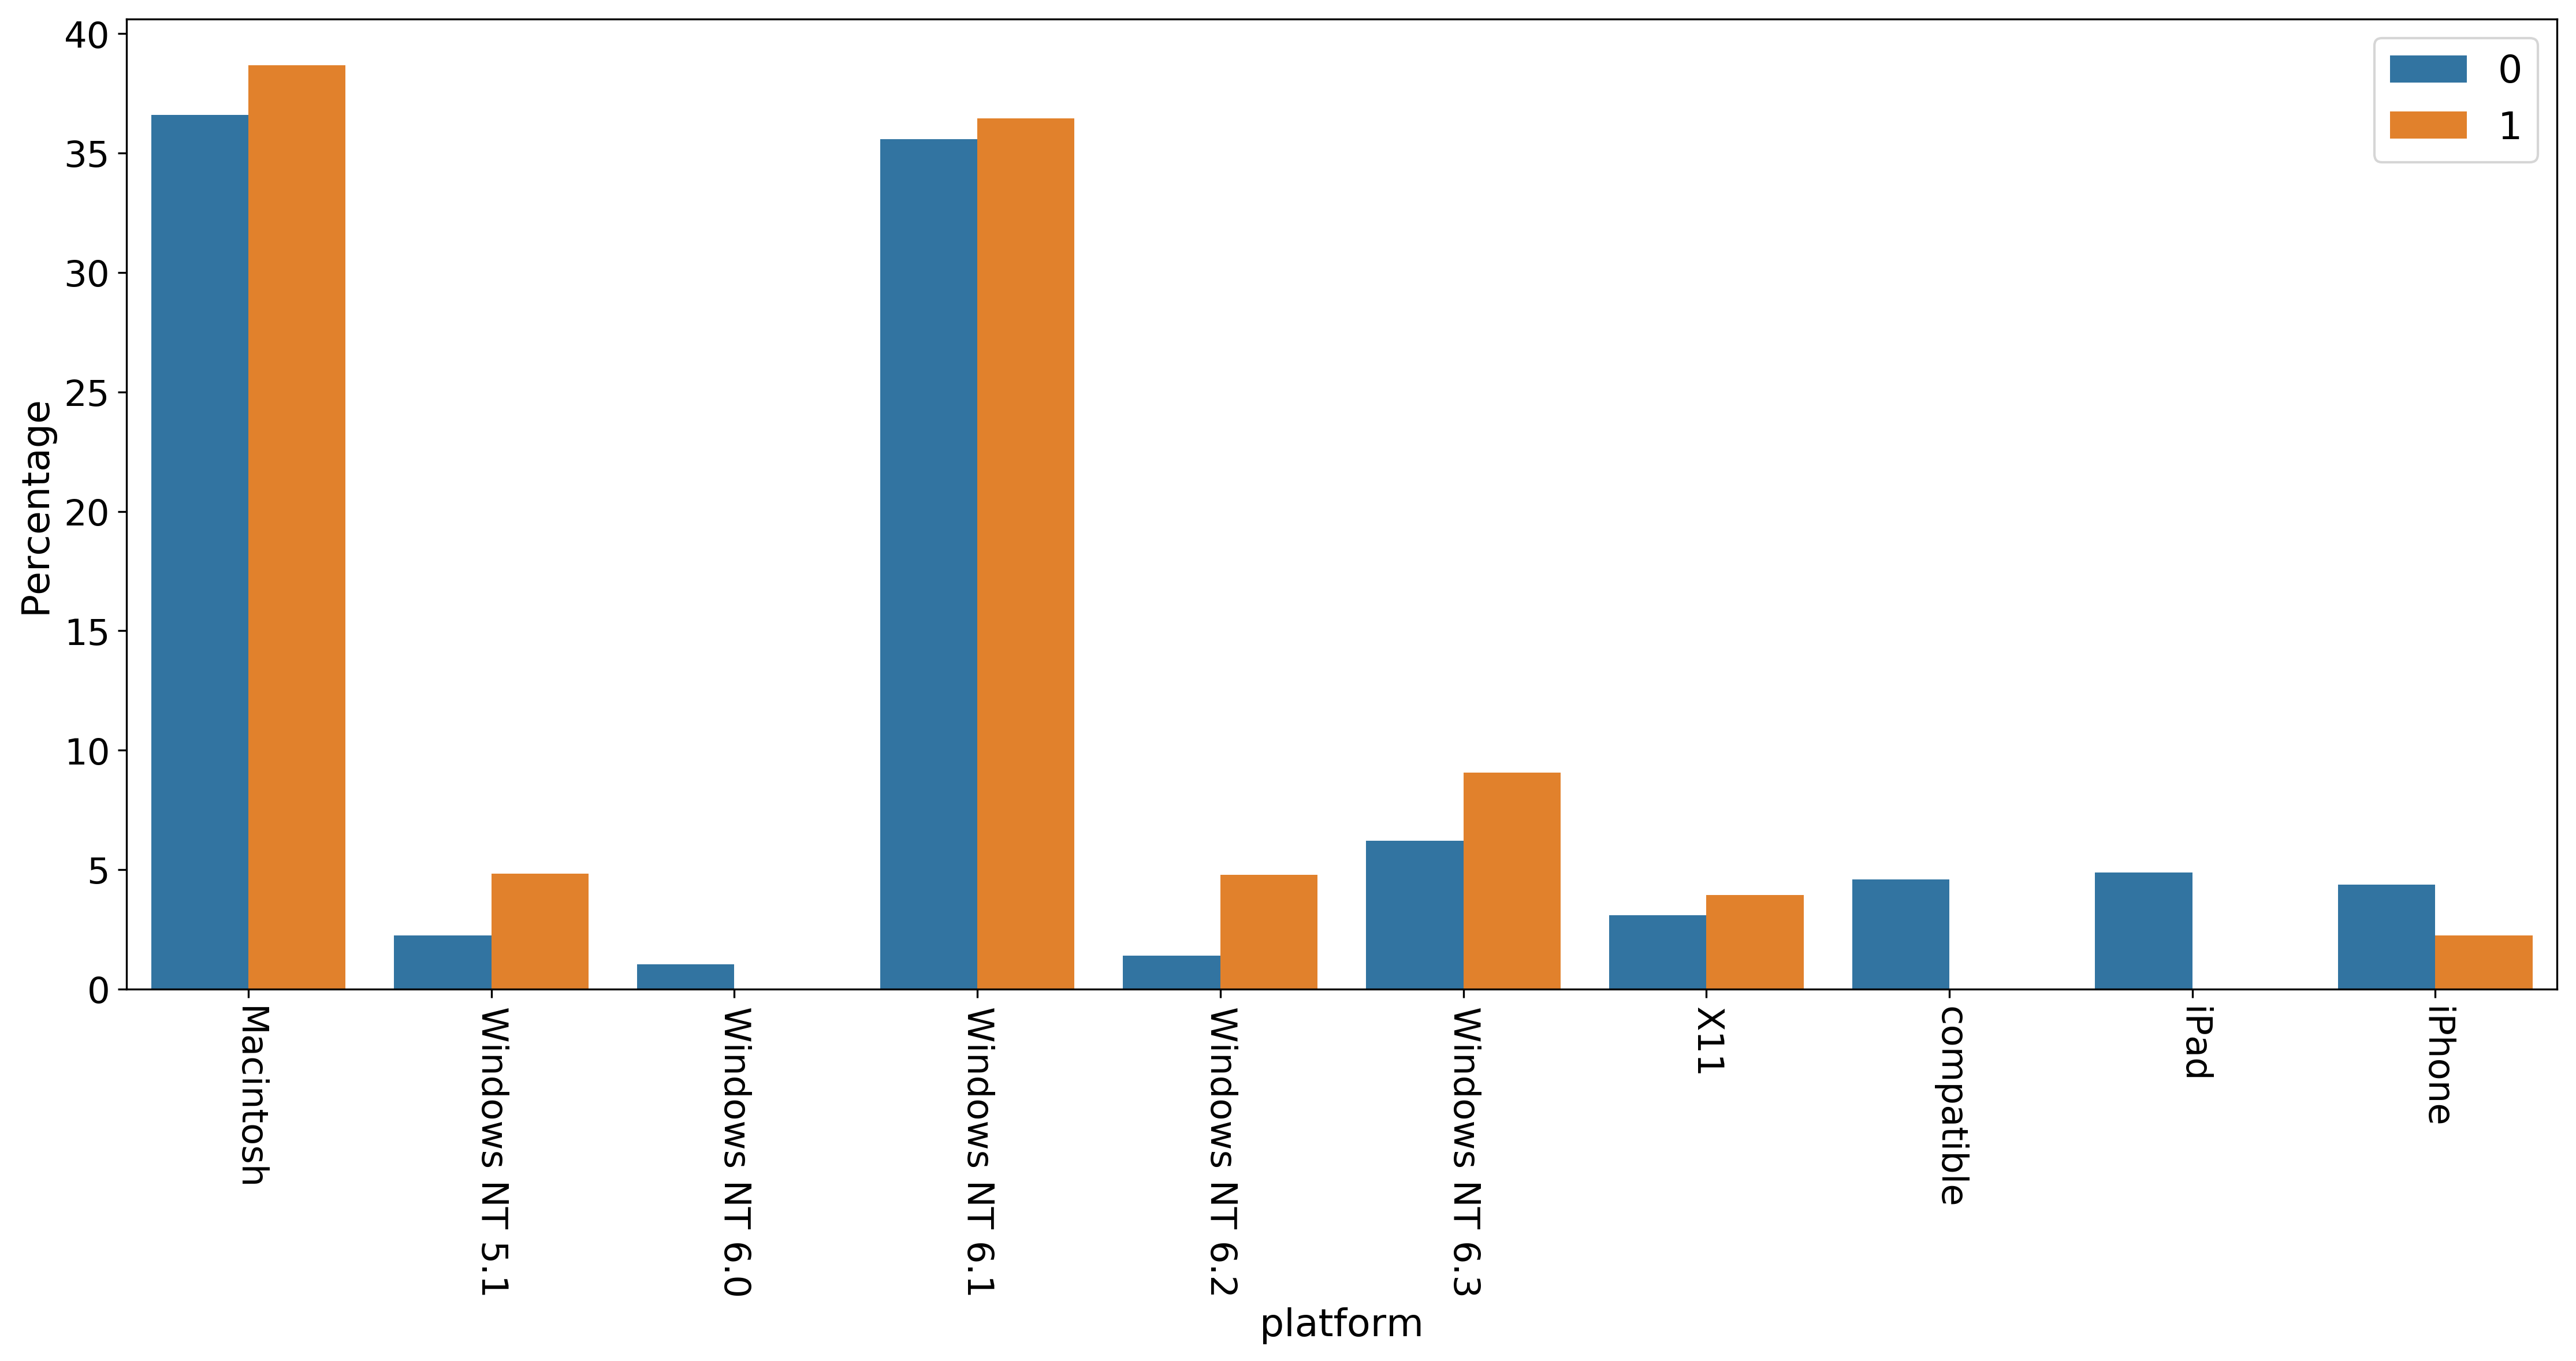 40
35
30
25
20
15
10
5
0
Percentage
0
1
Macintosh
Windows NT 5.1
Windows NT 6.0
Windows NT 6.1
Windows NT 6.2
Windows NT 6.3
X11
compatible
iPad
iPhone
platform